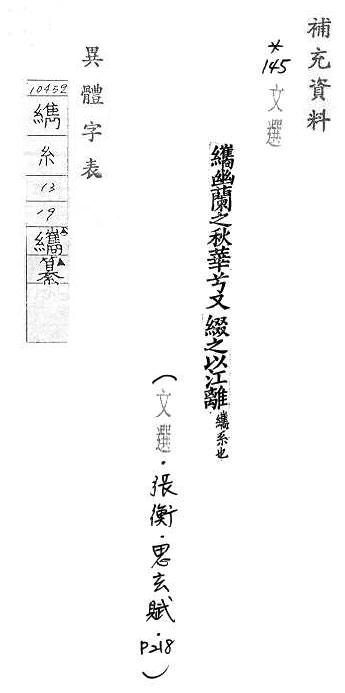 補充資料
*145 文選
纗幽蘭之秋華兮又綴之以江離 纗系也
(文選.張衡.思玄賦.P218)
異體字表
10452
纗
糸
13
19
纗
纂